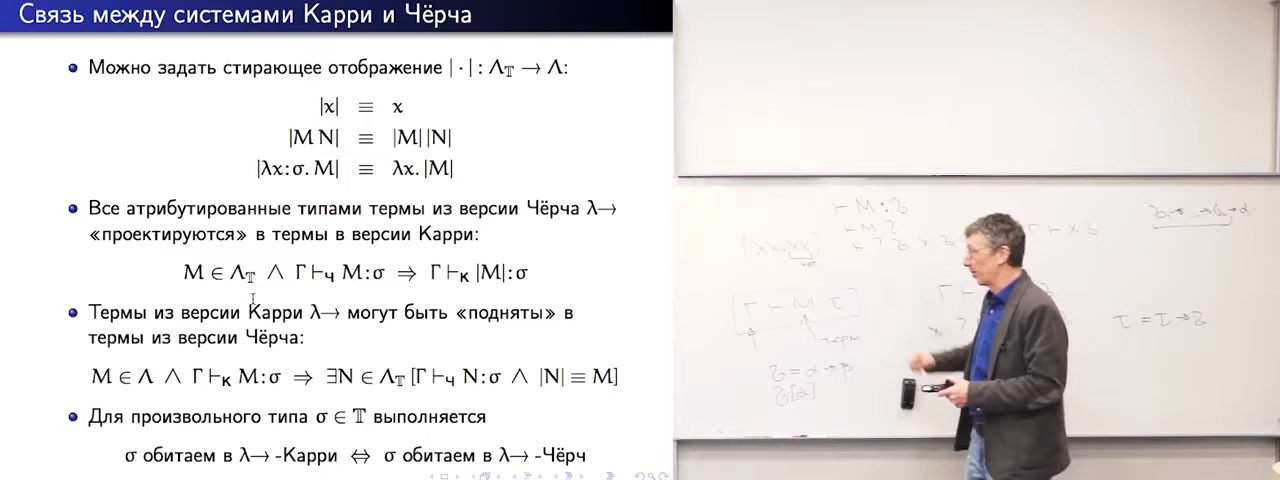 Связь между системами Карри и Чёрча
Можно задать стирающее отображение | · | : Λ𝕋 → Λ:
|x| ≡ x
|M N| ≡ |M| |N|
|λx:σ. M| ≡ λx. |M|
Все атрибутированные типами термы из версии Чёрча λ→
«проектируются» в термы в версии Карри:
M ∈ Λ𝕋 ∧ Γ ⊢Ч M:σ ⇒ Γ ⊢К |M|:σ
Термы из версии Карри λ→ могут быть «подняты» в
термы из версии Чёрча:
M ∈ Λ ∧ Γ ⊢К M:σ ⇒ ∃N ∈ Λ𝕋 [Γ ⊢Ч N:σ ∧ |N| ≡ M]
Для произвольного типа σ ∈ 𝕋 выполняется
σ обитаем в λ→ -Карри ⇔ σ обитаем в λ→ -Чёрч
⊢ M : σ
⊢ M : ?
Γ ⊢ M τ
терм
σ = α → β
σ[α]
τ = τ → σ